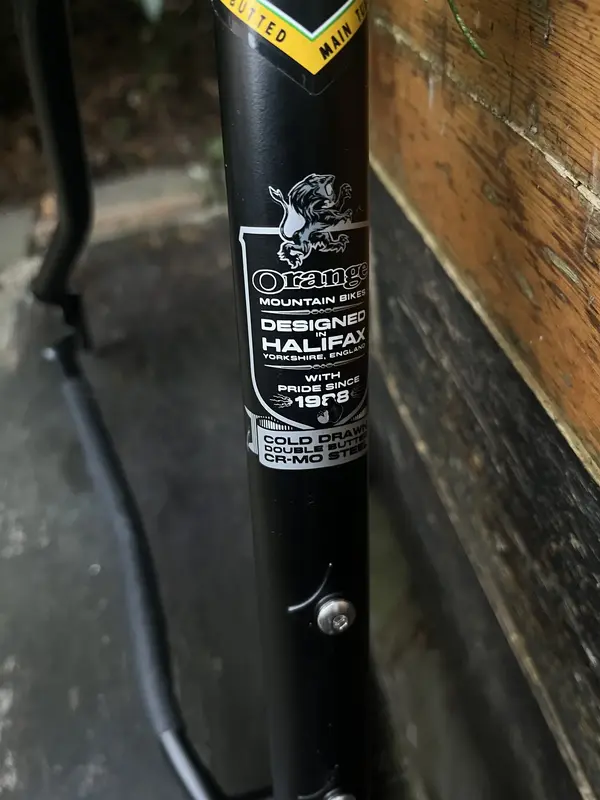 BUTTED MAIN TU
Orange
MOUNTAIN BIKES
DESIGNED
IN
HALIFAX
YORKSHIRE, ENGLAND
WITH
PRIDE SINCE
1988
COLD DRAWN
DOUBLE BUTTED
CR-MO STEEL